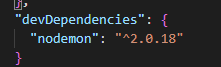 },
"devDependencies": {
"nodemon": "^2.0.18"
}